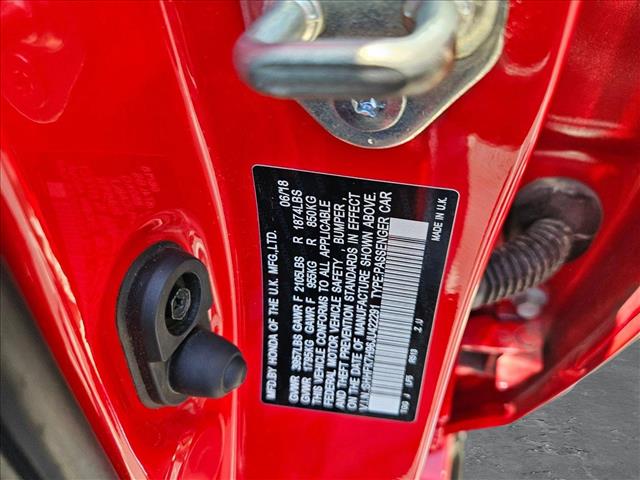 MFD.BY HONDA OF THE U.K. MFG.,LTD. 06/18
GVWR 3957LBS GAWR F 2105LBS R 1874LBS
GVWR 1795KG GAWR F 955KG R 850KG
THIS VEHICLE CONFORMS TO ALL APPLICABLE
FEDERAL MOTOR VEHICLE SAFETY , BUMPER ,
AND THEFT PREVENTION STANDARDS IN EFFECT
ON THE DATE OF MANUFACTURE SHOWN ABOVE.
TYPE:PASSENGER CAR
MADE IN U.K.